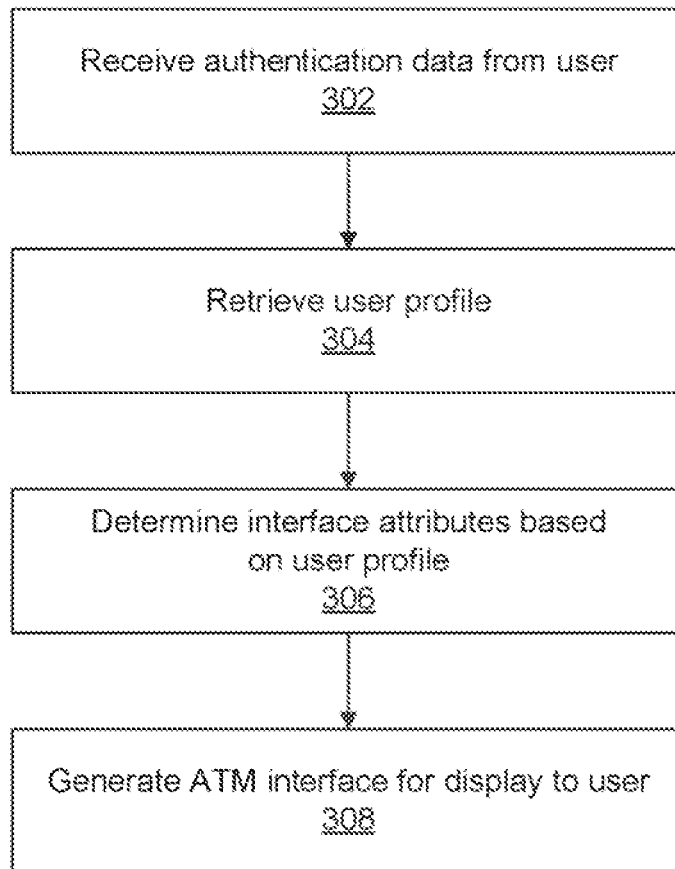 Receive authentication data from user
302
Retrieve user profile
304
Determine interface attributes based
on user profile
306
Generate ATM interface for display to user
308